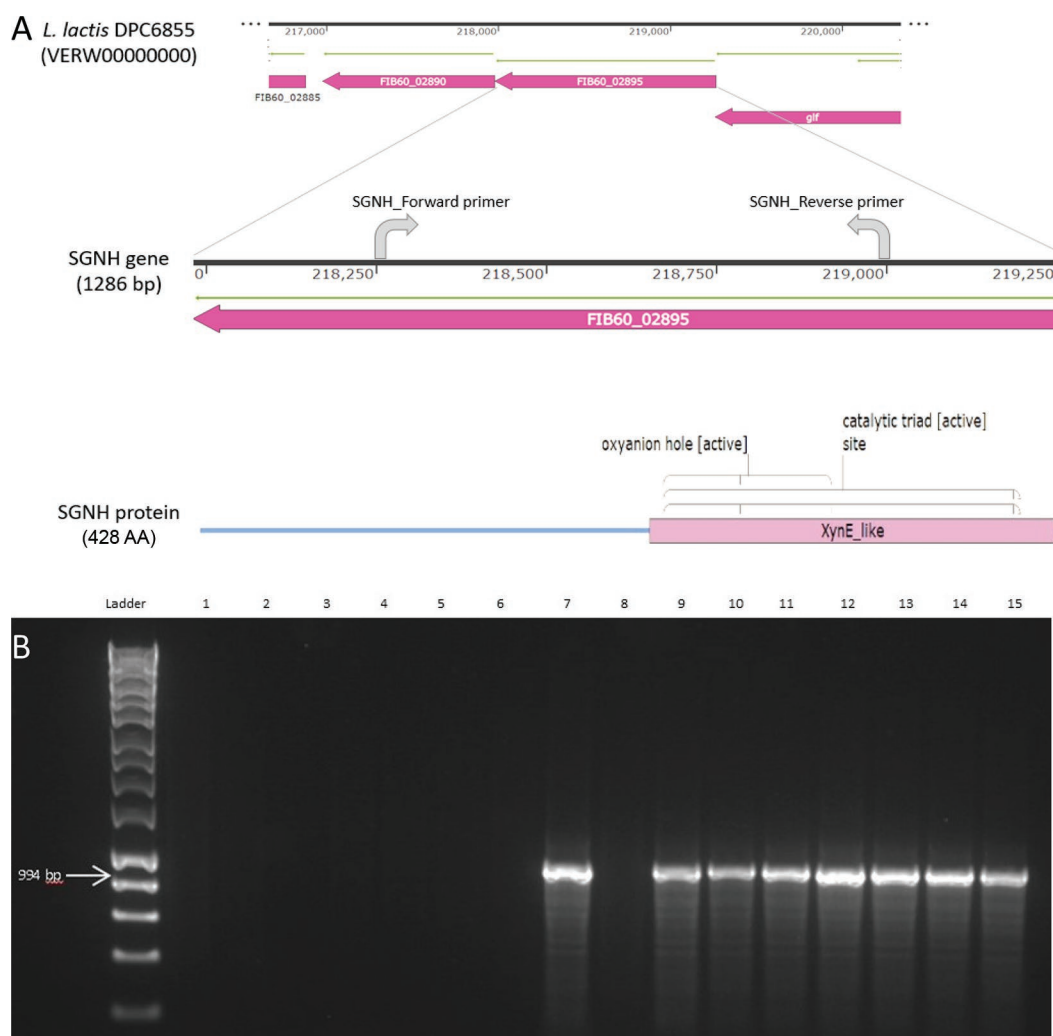 A
L. lactis DPC6855
(VERW00000000)
217,000
218,000
219,000
220,000
FIB60_02890
FIB60_02895
FIB60_02885
glf
SGNH_Forward primer
SGNH_Reverse primer
SGNH gene
(1286 bp)
0
218,250
218,500
218,750
219,000
219,250
FIB60_02895
catalytic triad [active]
site
oxyanion hole [active]
SGNH protein
(428 AA)
XynE_like
Ladder 1 2 3 4 5 6 7 8 9 10 11 12 13 14 15
B
994 bp